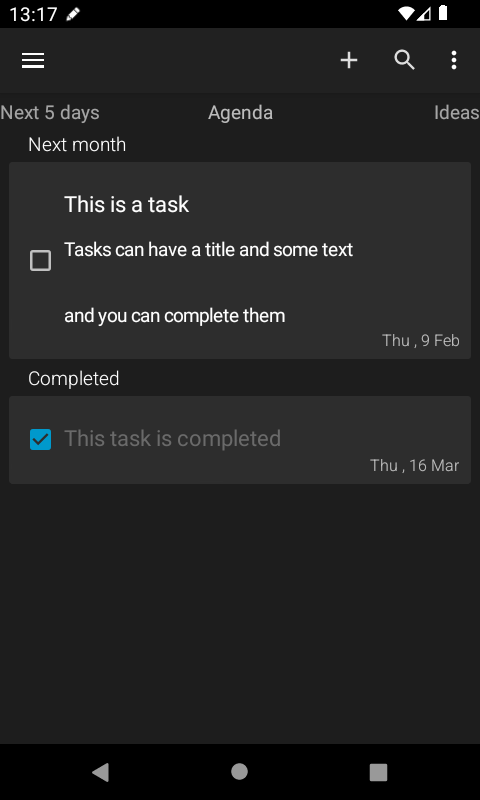 13:17
Next 5 days Agenda Ideas
Next month
This is a task
Tasks can have a title and some text
and you can complete them
Thu , 9 Feb
Completed
This task is completed
Thu , 16 Mar